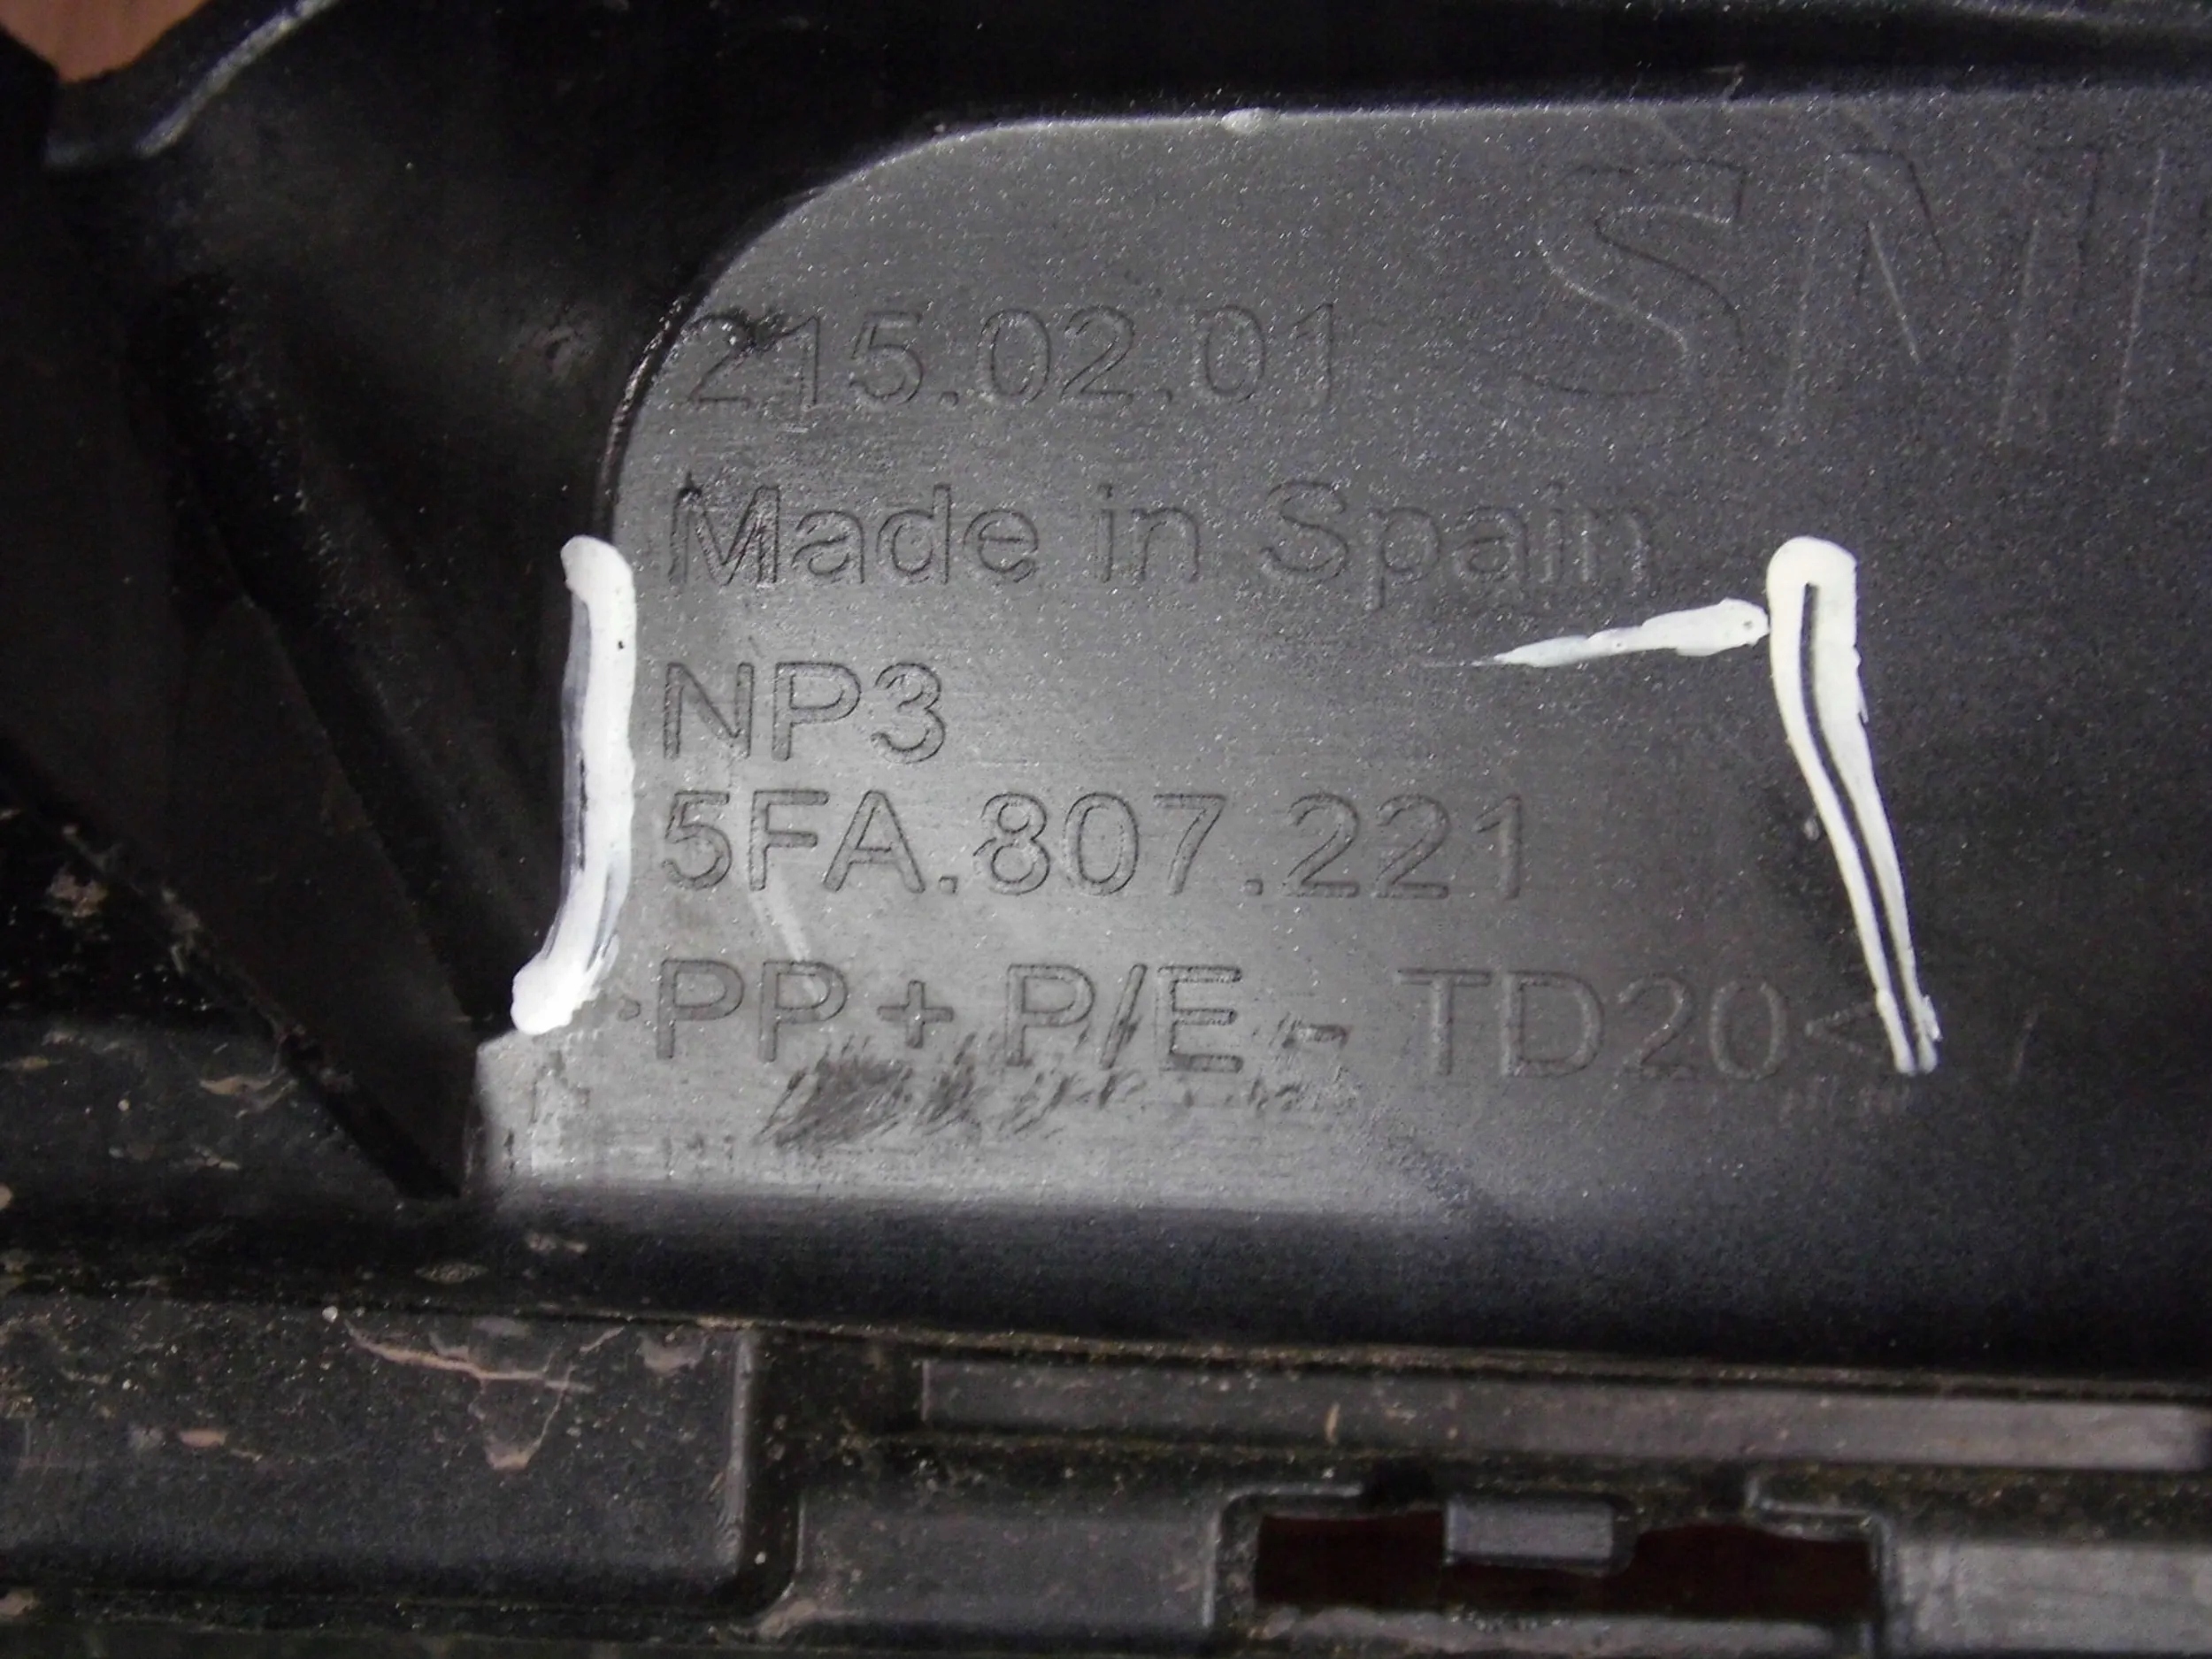 215.02.01
Made in Spain
NP3
5FA.807.221
>PP + P/E - TD20<